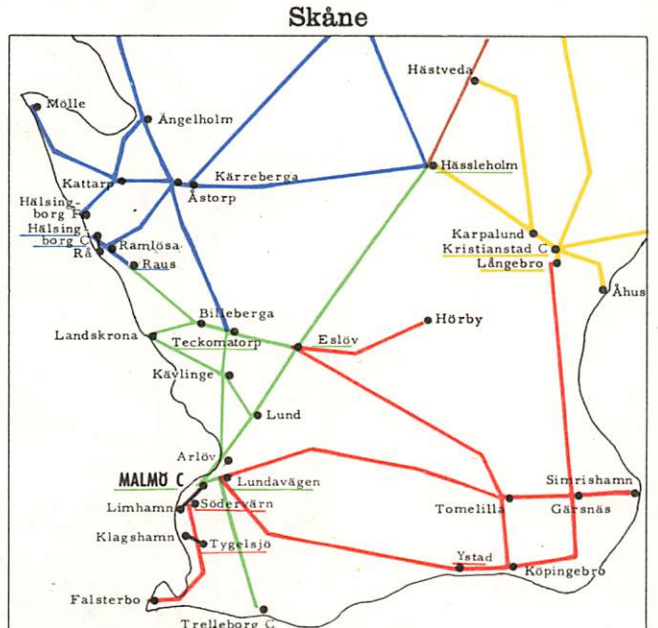 Skåne
Hästveda
Mölle
Ängelholm
Kärreberga
Hässleholm
Kattarp
Åstorp
Hälsing-
borg F
Hälsing-
borg C
Ramlösa
Rå
Raus
Karpalund
Kristianstad C
Långebro
Åhus
Billeberga
Hörby
Landskrona
Teckomatorp
Eslöv
Kävlinge
Lund
Arlöv
MALMÖ C
Lundavägen
Simrishamn
Limhamn
Södervärn
Tomelilla
Gärsnäs
Klagshamn
Tygelsjö
Ystad
Köpingebro
Falsterbo
Trelleborg C